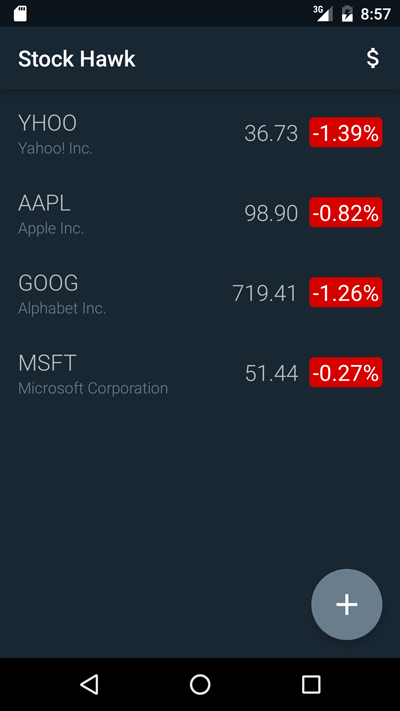 3G 8:57
Stock Hawk $
YHOO 36.73 -1.39%
Yahoo! Inc.
AAPL 98.90 -0.82%
Apple Inc.
GOOG 719.41 -1.26%
Alphabet Inc.
MSFT 51.44 -0.27%
Microsoft Corporation
+